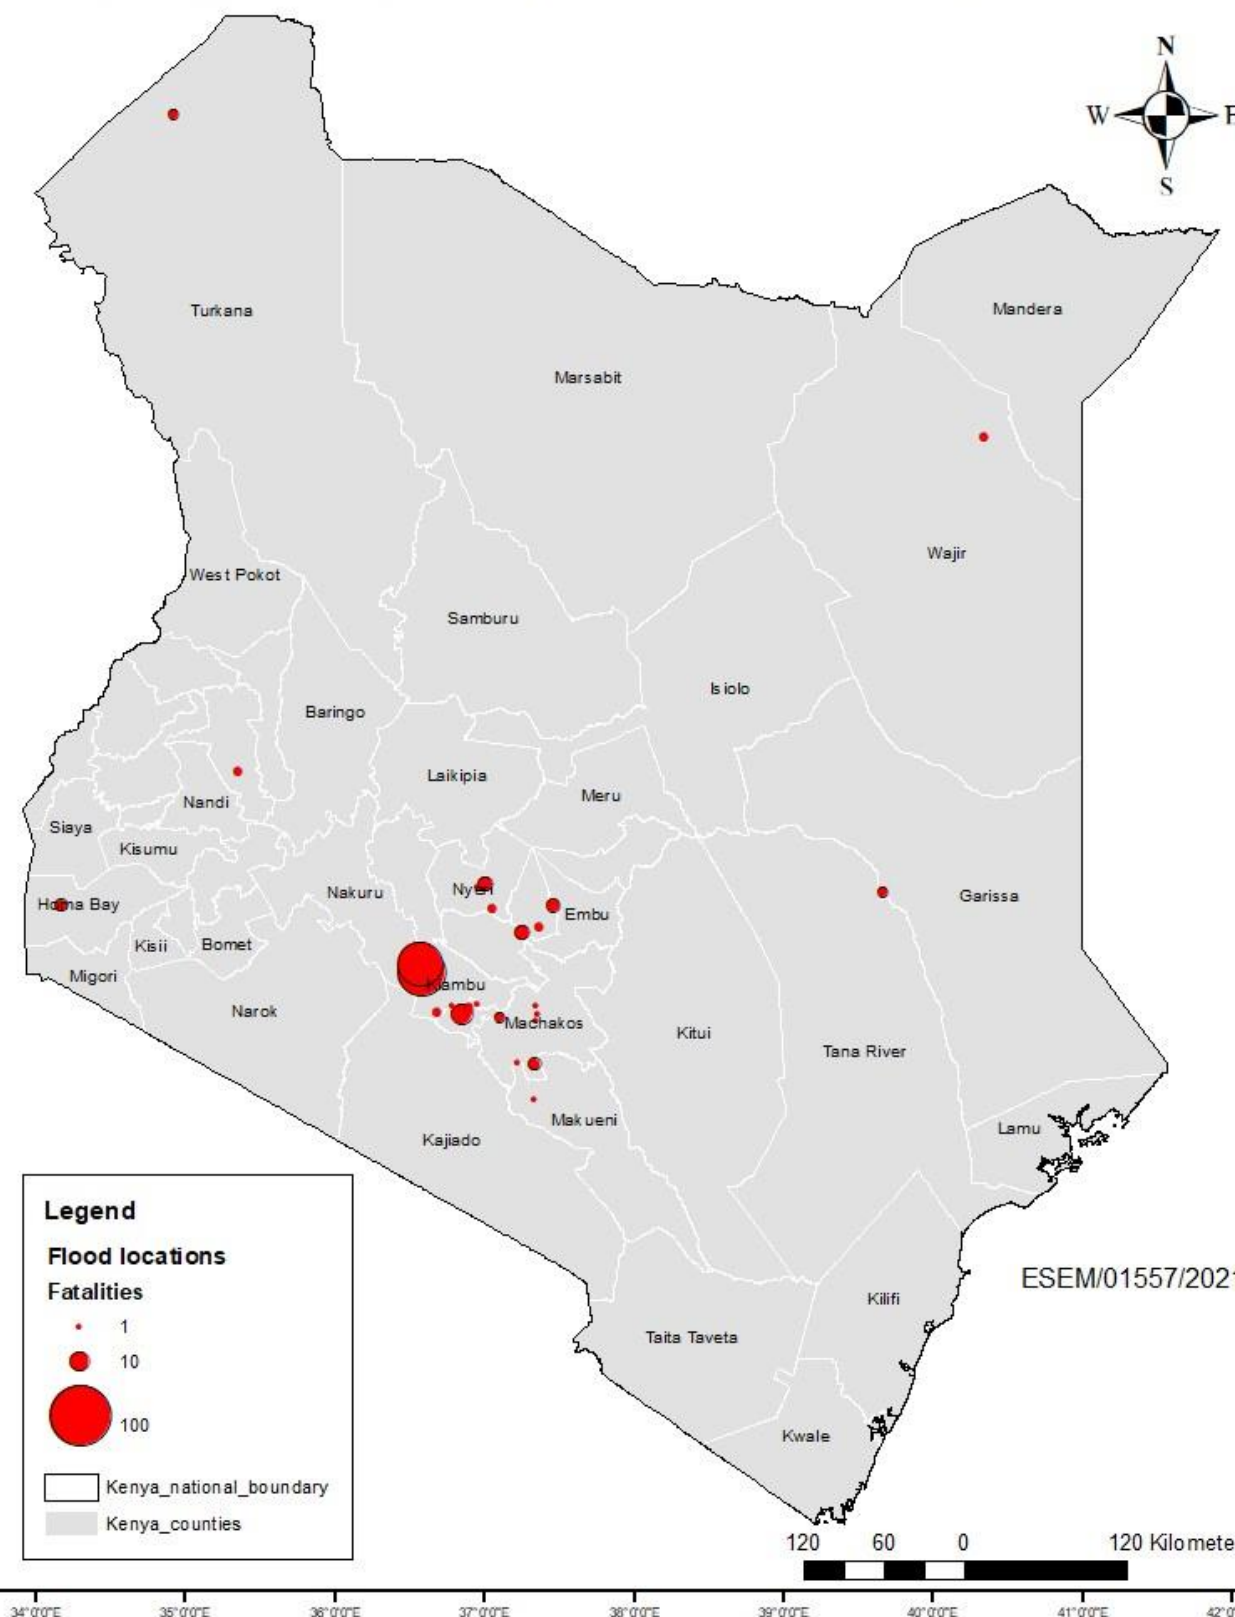 N
W E
S
Turkana
Mandera
Marsabit
Wajir
West Pokot
Samburu
Isiolo
Baringo
Laikipia
Meru
Nandi
Siaya
Kisumu
Nakuru
Nyeri
Garissa
Homa Bay
Embu
Kisii
Bomet
Migori
Kiambu
Narok
Machakos
Kitui
Tana River
Makueni
Lamu
Kajiado
Legend
Flood locations
Fatalities
1
10
100
Kenya_national_boundary
Kenya_counties
ESEM/01557/2021
Kilifi
Taita Taveta
Kwale
120 60 0 120 Kilomete
34°0'0"E 35°0'0"E 36°0'0"E 37°0'0"E 38°0'0"E 39°0'0"E 40°0'0"E 41°0'0"E 42°0'